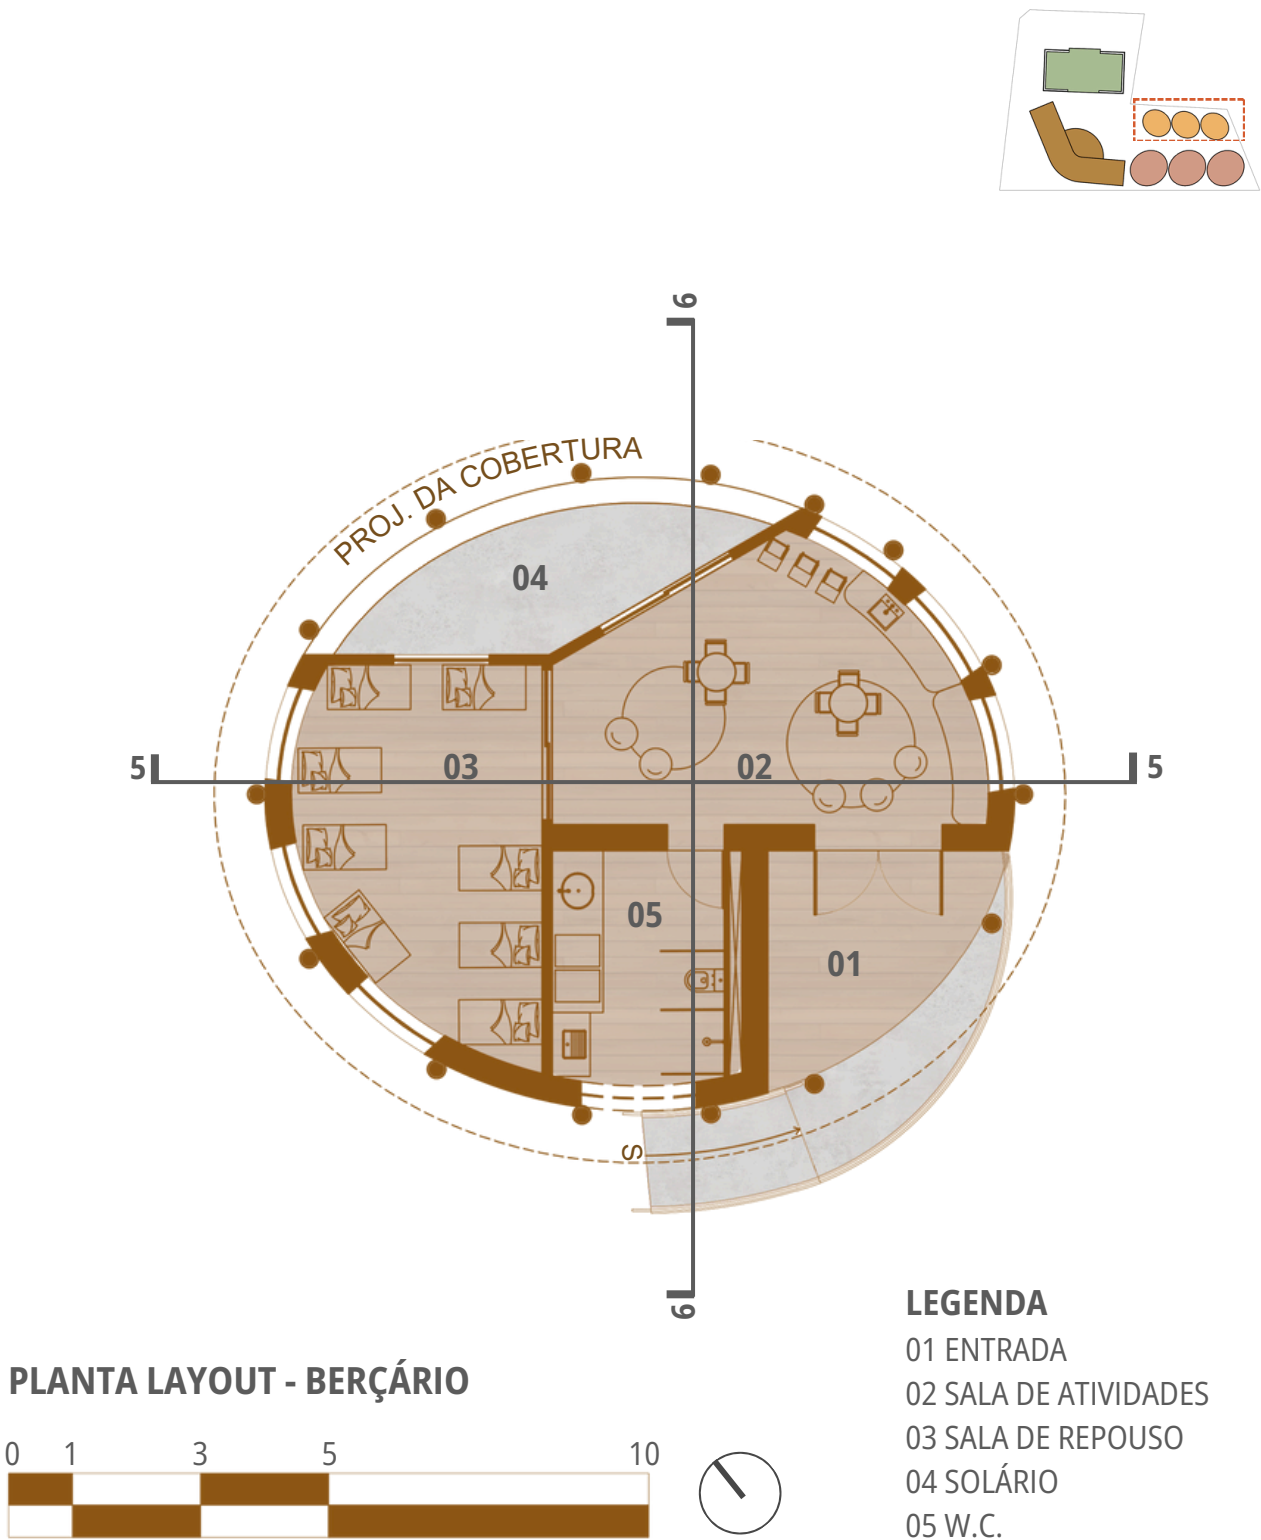 6
PROJ. DA COBERTURA
04
03
02
5
5
05
01
S
6
LEGENDA
01 ENTRADA
02 SALA DE ATIVIDADES
03 SALA DE REPOUSO
04 SOLÁRIO
05 W.C.
PLANTA LAYOUT - BERÇÁRIO
0 1 3 5 10